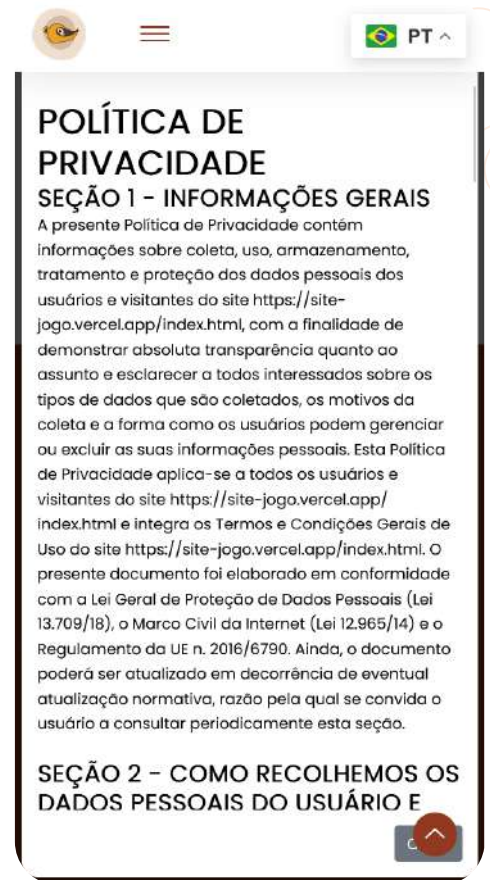 PT
POLÍTICA DE
PRIVACIDADE
SEÇÃO 1 - INFORMAÇÕES GERAIS
A presente Política de Privacidade contém
informações sobre coleta, uso, armazenamento,
tratamento e proteção dos dados pessoais dos
usuários e visitantes do site https://site-
jogo.vercel.app/index.html, com a finalidade de
demonstrar absoluta transparência quanto ao
assunto e esclarecer a todos interessados sobre os
tipos de dados que são coletados, os motivos da
coleta e a forma como os usuários podem gerenciar
ou excluir as suas informações pessoais. Esta Política
de Privacidade aplica-se a todos os usuários e
visitantes do site https://site-jogo.vercel.app/
index.html e integra os Termos e Condições Gerais de
Uso do site https://site-jogo.vercel.app/index.html. O
presente documento foi elaborado em conformidade
com a Lei Geral de Proteção de Dados Pessoais (Lei
13.709/18), o Marco Civil da Internet (Lei 12.965/14) e o
Regulamento da UE n. 2016/6790. Ainda, o documento
poderá ser atualizado em decorrência de eventual
atualização normativa, razão pela qual se convida o
usuário a consultar periodicamente esta seção.
SEÇÃO 2 - COMO RECOLHEMOS OS
DADOS PESSOAIS DO USUÁRIO E